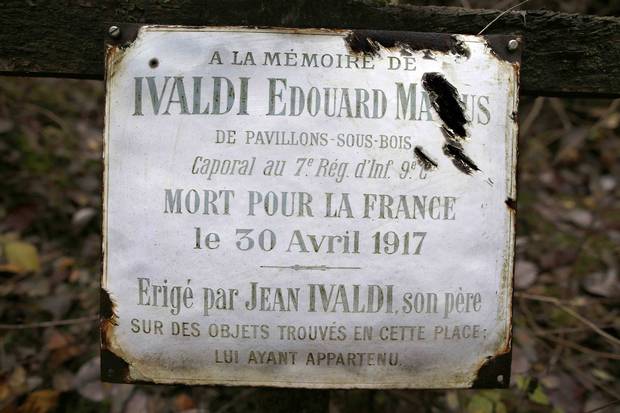 A LA MÉMOIRE DE
IVALDI EDOUARD
DE PAVILLONS-SOUS-BOIS
Caporal au 7e Rég. d'Inf. 9e C
MORT POUR LA FRANCE
le 30 Avril 1917
Erigé par JEAN IVALDI, son père
SUR DES OBJETS TROUVÉS EN CETTE PLACE;
LUI AYANT APPARTENU.